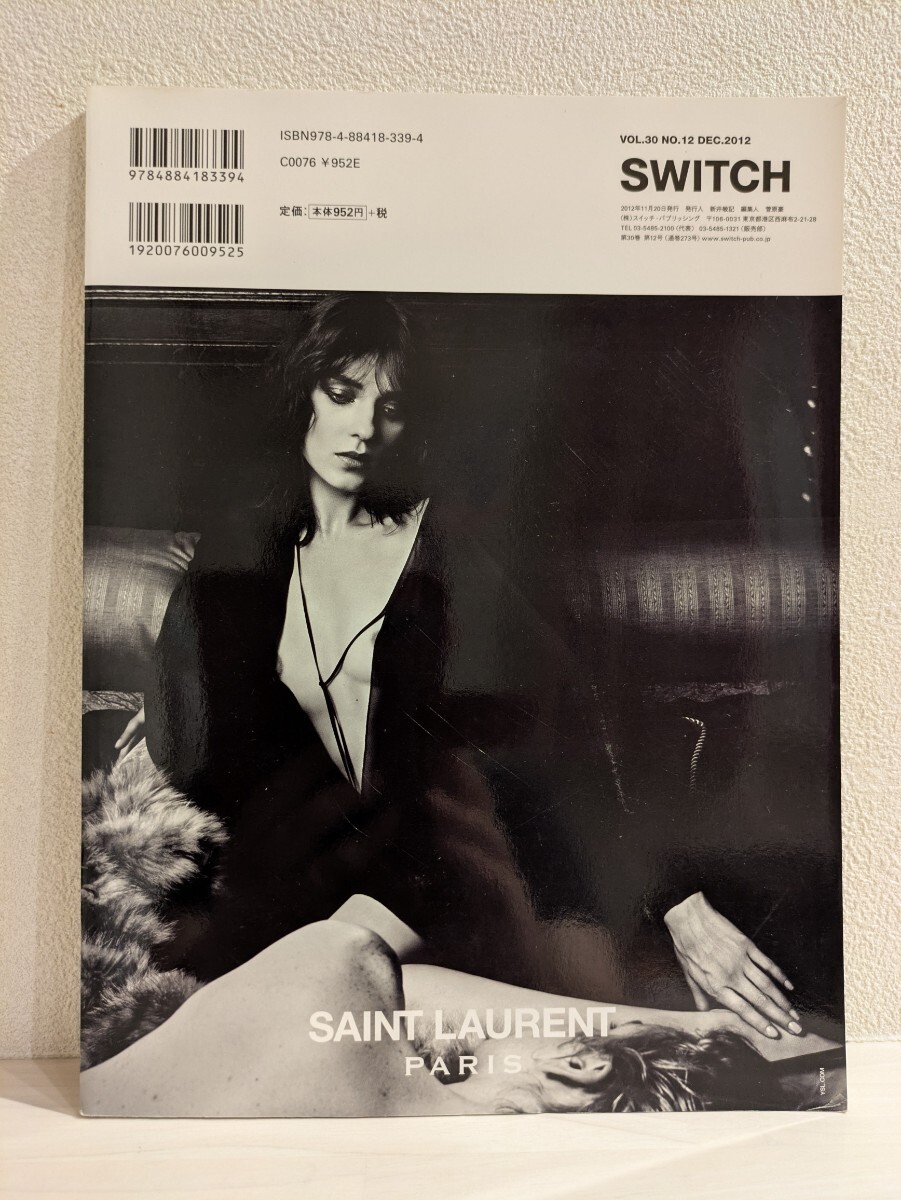 ISBN978-4-88418-339-4
C0076 ¥952E
9784884183394
定価：本体952円+税
1920076009525
VOL.30 NO.12 DEC.2012
SWITCH
2012年11月20日発行 発行人 新井敏記 編集人 菅原豪
(株)スイッチ・パブリッシング 〒106-0031 東京都港区西麻布2-21-28
TEL 03-5485-2100(代表) 03-5485-1321(販売部)
第30巻 第12号(通巻273号) www.switch-pub.co.jp
SAINT LAURENT
PARIS
YSL.COM